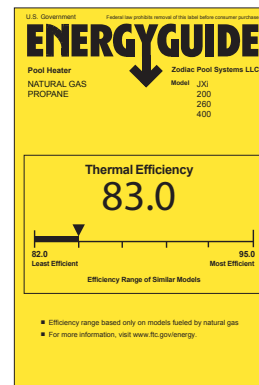 U.S. Government Federal law prohibits removal of this label before consumer purchase
ENERGYGUIDE
Pool Heater Zodiac Pool Systems LLC
NATURAL GAS Model JXi
PROPANE 200
260
400
Thermal Efficiency
83.0
82.0 95.0
Least Efficient Most Efficient
Efficiency Range of Similar Models
■ Efficiency range based only on models fueled by natural gas
■ For more information, visit www.ftc.gov/energy.